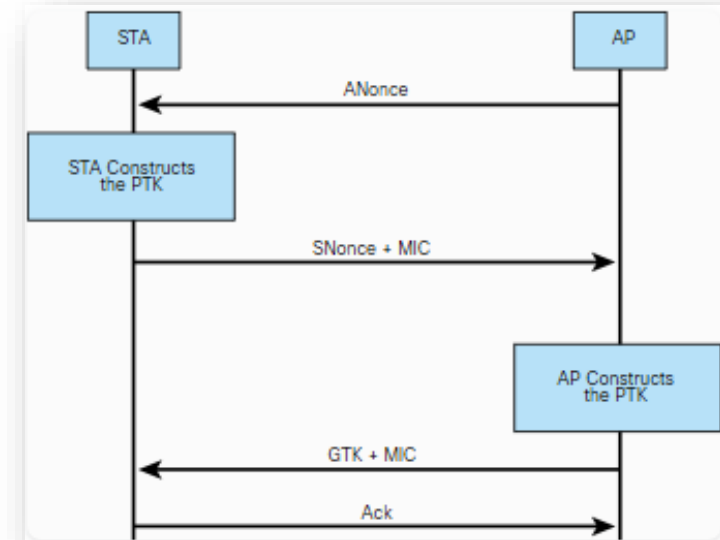 STA
AP
ANonce
STA Constructs
the PTK
SNonce + MIC
AP Constructs
the PTK
GTK + MIC
Ack